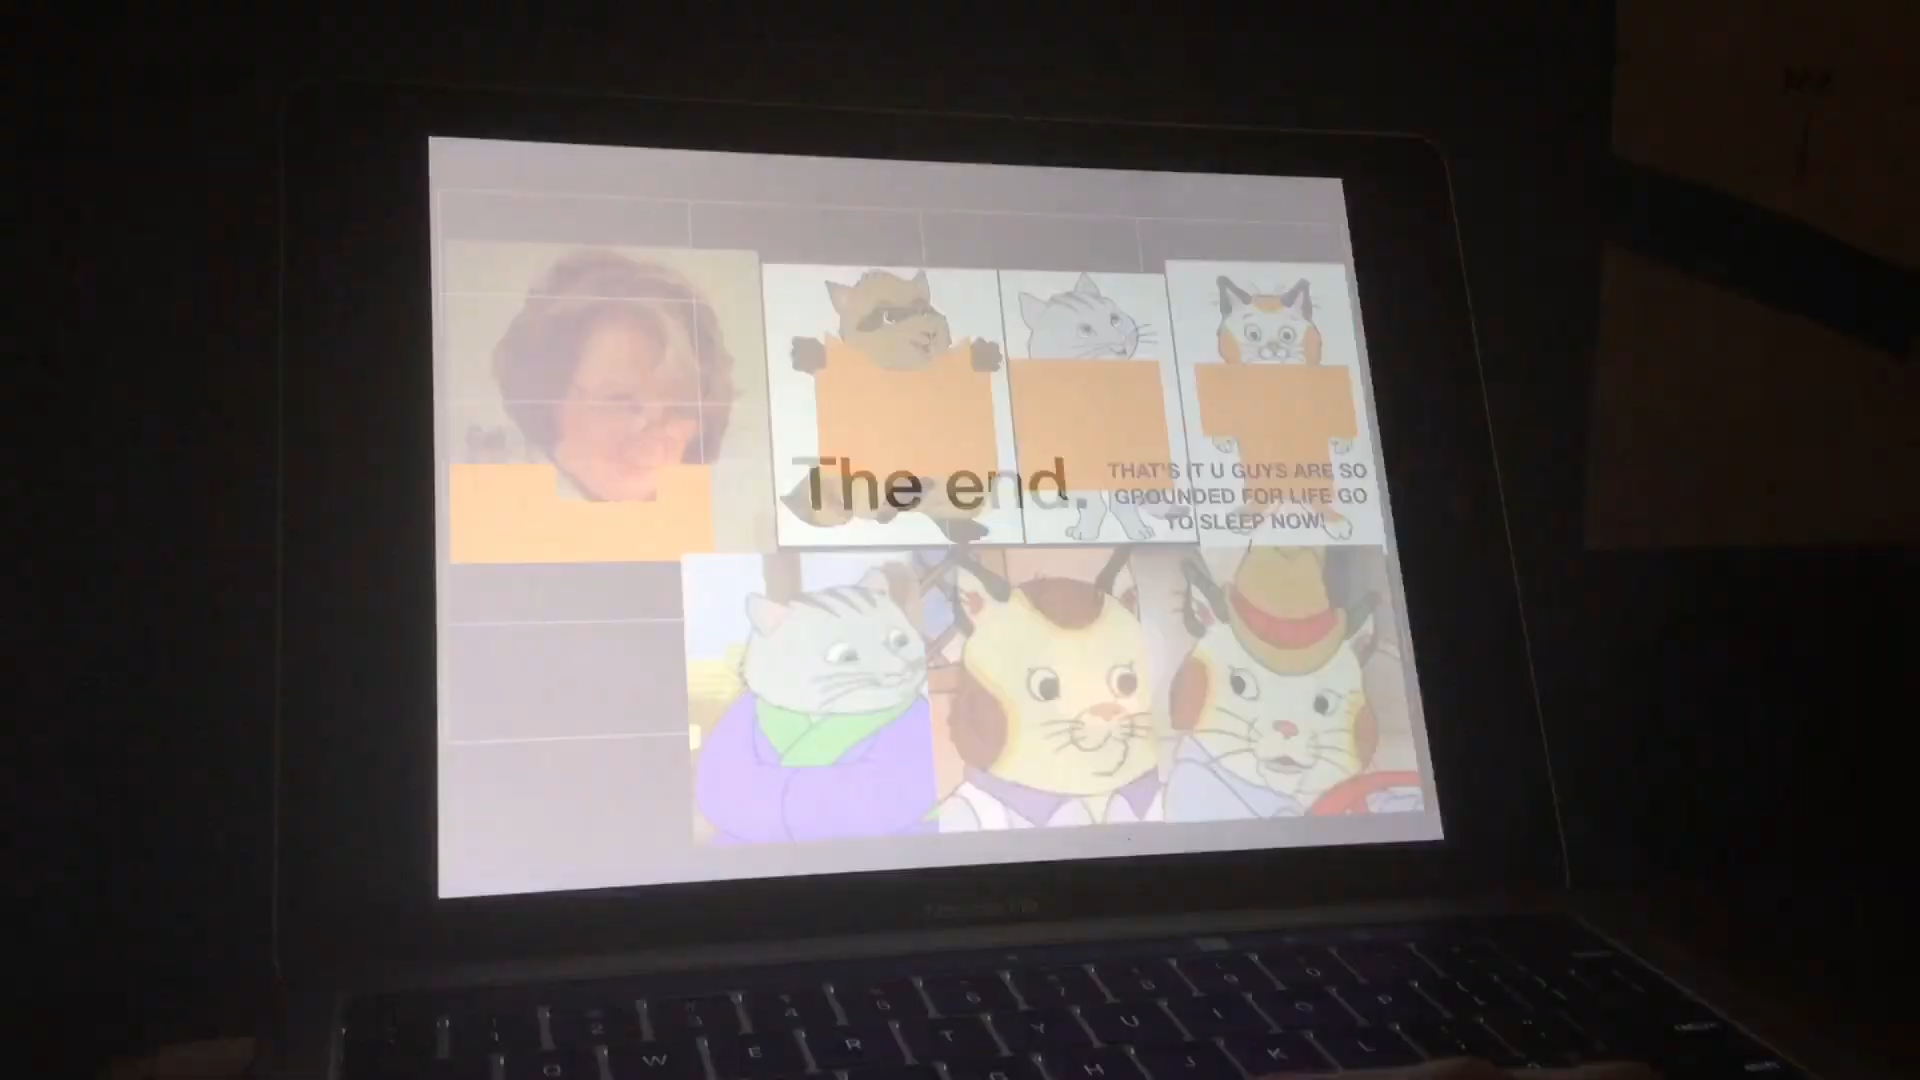 The end.
THAT'S IT U GUYS ARE SO
GROUNDED FOR LIFE GO
TO SLEEP NOW!
W
E
R
T
Y
U
I
O
P
H
J
K
L